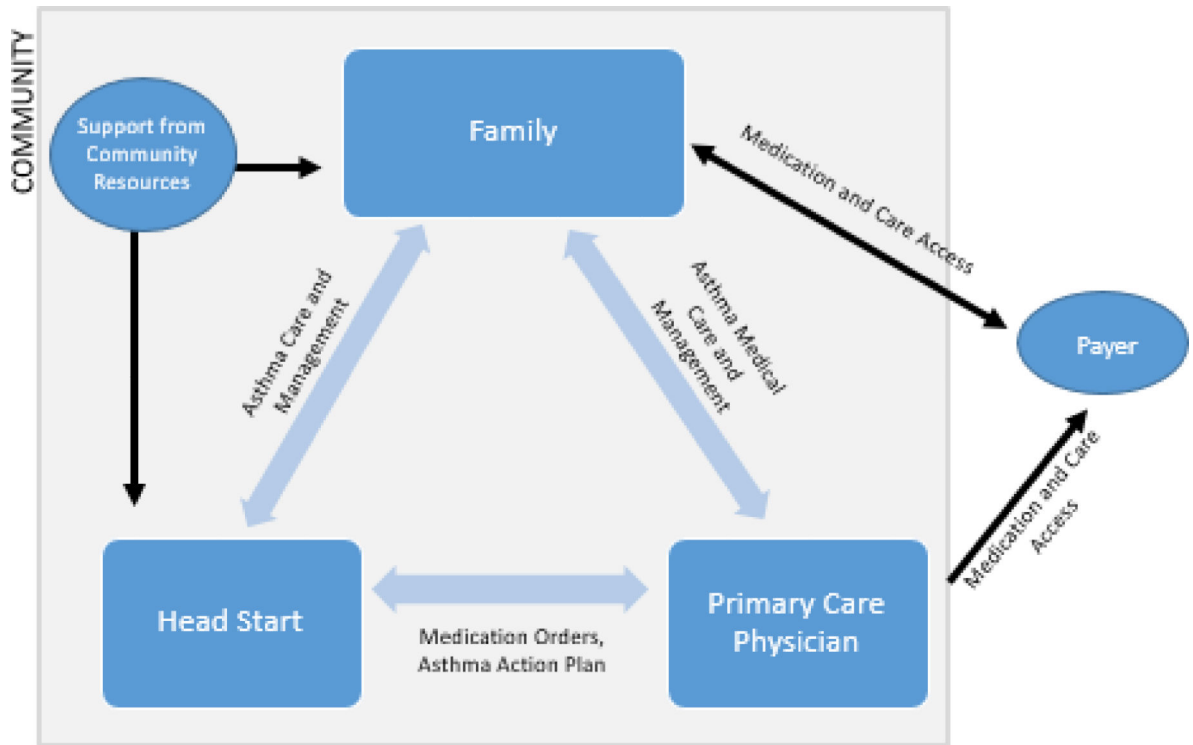 COMMUNITY
Support from
Community
Resources
Family
Medication and Care Access
Asthma Care and
Management
Asthma Medical
Care and
Management
Payer
Medication and Care
Access
Head Start
Medication Orders,
Asthma Action Plan
Primary Care
Physician